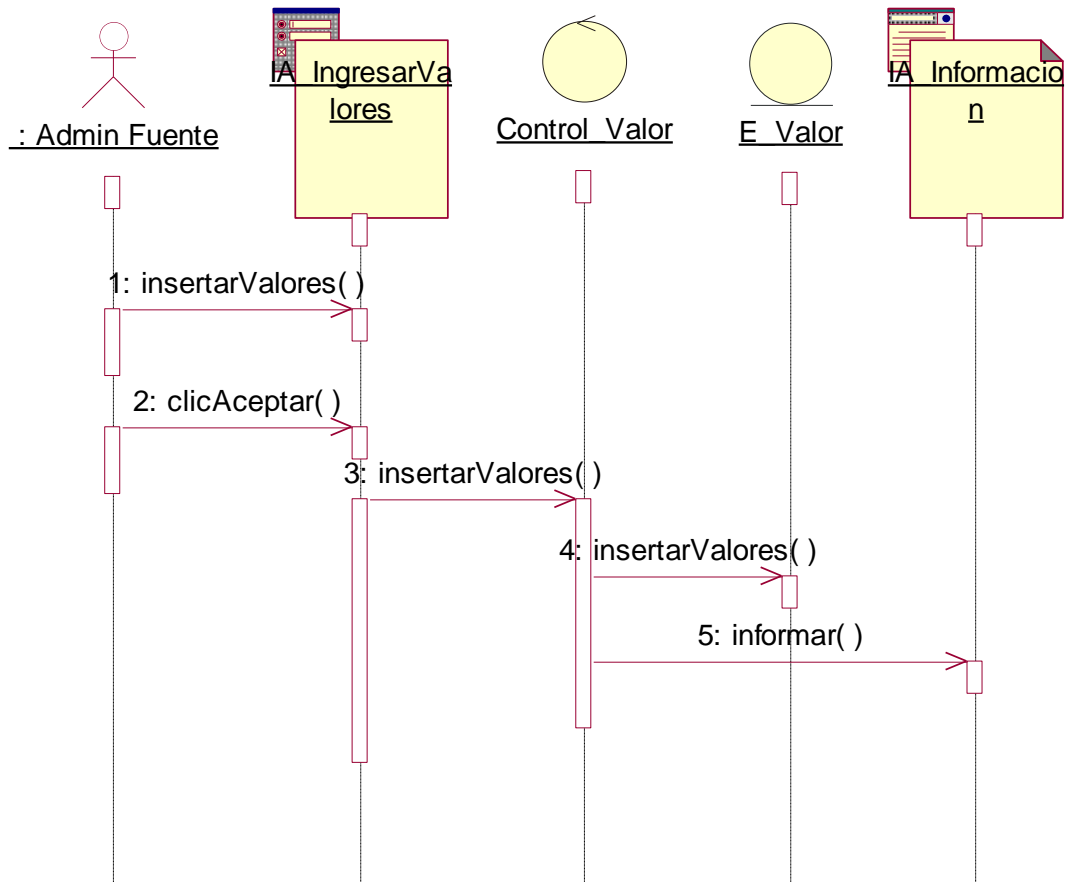 : Admin Fuente
IA_IngresarVa
lores
Control_Valor
E_Valor
IA_Informacio
n
1: insertarValores( )
2: clicAceptar( )
3: insertarValores( )
4: insertarValores( )
5: informar( )